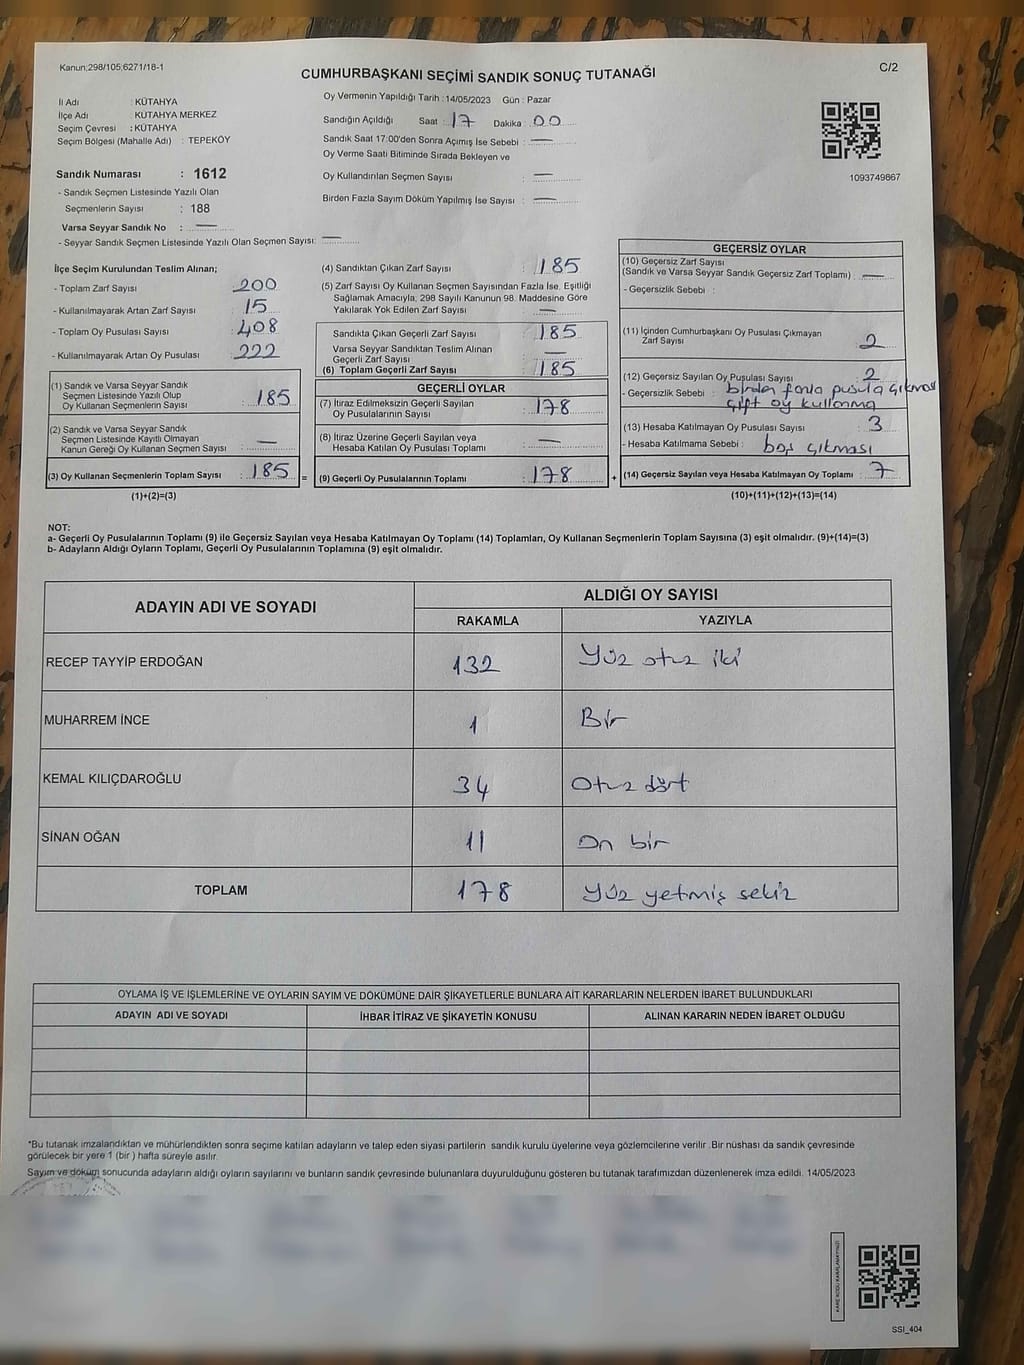 Kanun;298/105;6271/18-1
CUMHURBAŞKANI SEÇİMİ SANDIK SONUÇ TUTANAĞI
C/2
İl Adı : KÜTAHYA
İlçe Adı KUTAHYA MERKEZ
Seçim Çevresi : KÜTAHYA
Seçim Bölgesi (Mahalle Adı) : TEPEKÖY
Sandık Numarası : 1612
- Sandık Seçmen Listesinde Yazılı Olan
Seçmenlerin Sayısı : 188
Varsa Seyyar Sandık No : —
- Seyyar Sandık Seçmen Listesinde Yazılı Olan Seçmen Sayısı: —
Oy Vermenin Yapıldığı Tarih : 14/05/2023 Gün : Pazar
Sandığın Açıldığı Saat : 17 Dakika : 00
Sandık Saat 17:00'den Sonra Açımış İse Sebebi : —
Oy Verme Saati Bitiminde Sırada Bekleyen ve
Oy Kullandırılan Seçmen Sayısı : —
Birden Fazla Sayım Döküm Yapılmış İse Sayısı : —
1093749867
İlçe Seçim Kurulundan Teslim Alınan;
- Toplam Zarf Sayısı : 200
- Kullanılmayarak Artan Zarf Sayısı : 15
- Toplam Oy Pusulası Sayısı : 408
- Kullanılmayarak Artan Oy Pusulası : 222
(1) Sandık ve Varsa Seyyar Sandık
Seçmen Listesinde Yazılı Olup
Oy Kullanan Seçmenlerin Sayısı : 185
(2) Sandık ve Varsa Seyyar Sandık
Seçmen Listesinde Kayıtlı Olmayan
Kanun Gereği Oy Kullanan Seçmen Sayısı : —
(3) Oy Kullanan Seçmenlerin Toplam Sayısı : 185 =
(1)+(2)=(3)
(4) Sandıktan Çıkan Zarf Sayısı : 185
(5) Zarf Sayısı Oy Kullanan Seçmen Sayısından Fazla İse, Eşitliği
Sağlamak Amacıyla; 298 Sayılı Kanunun 98. Maddesine Göre
Yakılarak Yok Edilen Zarf Sayısı : —
Sandıkta Çıkan Geçerli Zarf Sayısı : 185
Varsa Seyyar Sandıktan Teslim Alınan
Geçerli Zarf Sayısı : —
(6) Toplam Geçerli Zarf Sayısı : 185
GEÇERLİ OYLAR
(7) İtiraz Edilmeksizin Geçerli Sayılan
Oy Pusulalarının Sayısı : 178
(8) İtiraz Üzerine Geçerli Sayılan veya
Hesaba Katılan Oy Pusulası Toplamı : —
(9) Geçerli Oy Pusulalarının Toplamı : 178 +
GEÇERSİZ OYLAR
(10) Geçersiz Zarf Sayısı
(Sandık ve Varsa Seyyar Sandık Geçersiz Zarf Toplamı) : —
- Geçersizlik Sebebi :
(11) İçinden Cumhurbaşkanı Oy Pusulası Çıkmayan
Zarf Sayısı : 2
(12) Geçersiz Sayılan Oy Pusulası Sayısı : 2
- Geçersizlik Sebebi : birden fazla pusula çıkması
çift oy kullanma
(13) Hesaba Katılmayan Oy Pusulası Sayısı : 3
- Hesaba Katılmama Sebebi : boş çıkması
(14) Geçersiz Sayılan veya Hesaba Katılmayan Oy Toplamı : 7
(10)+(11)+(12)+(13)=(14)
NOT:
a- Geçerli Oy Pusulalarının Toplamı (9) ile Geçersiz Sayılan veya Hesaba Katılmayan Oy Toplamı (14) Toplamları, Oy Kullanan Seçmenlerin Toplam Sayısına (3) eşit olmalıdır. (9)+(14)=(3)
b- Adayların Aldığı Oyların Toplamı, Geçerli Oy Pusulalarının Toplamına (9) eşit olmalıdır.
ADAYIN ADI VE SOYADI
ALDIĞI OY SAYISI
RAKAMLA YAZIYLA
RECEP TAYYİP ERDOĞAN 132 Yüz otuz iki
MUHARREM İNCE 1 Bir
KEMAL KILIÇDAROĞLU 34 Otuz dört
SİNAN OĞAN 11 On bir
TOPLAM 178 Yüz yetmiş sekiz
OYLAMA İŞ VE İŞLEMLERİNE VE OYLARIN SAYIM VE DÖKÜMÜNE DAİR ŞİKAYETLERLE BUNLARA AİT KARARLARIN NELERDEN İBARET BULUNDUKLARI
ADAYIN ADI VE SOYADI İHBAR İTİRAZ VE ŞİKAYETİN KONUSU ALINAN KARARIN NEDEN İBARET OLDUĞU
*Bu tutanak imzalandıktan ve mühürlendikten sonra seçime katılan adayların ve talep eden siyasi partilerin sandık kurulu üyelerine veya gözlemcilerine verilir .Bir nüshası da sandık çevresinde
görülecek bir yere 1 (bir ) hafta süreyle asılır.
Sayım ve döküm sonucunda adayların aldığı oyların sayılarını ve bunların sandık çevresinde bulunanlara duyurulduğunu gösteren bu tutanak tarafımızdan düzenlenerek imza edildi. 14/05/2023
SSI_404